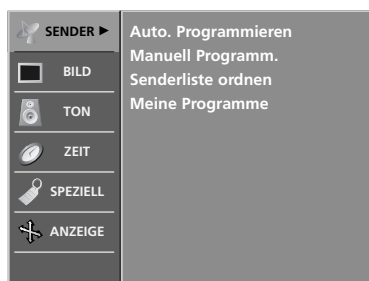 SENDER ►
BILD
TON
ZEIT
SPEZIELL
ANZEIGE
Auto. Programmieren
Manuell Programm.
Senderliste ordnen
Meine Programme